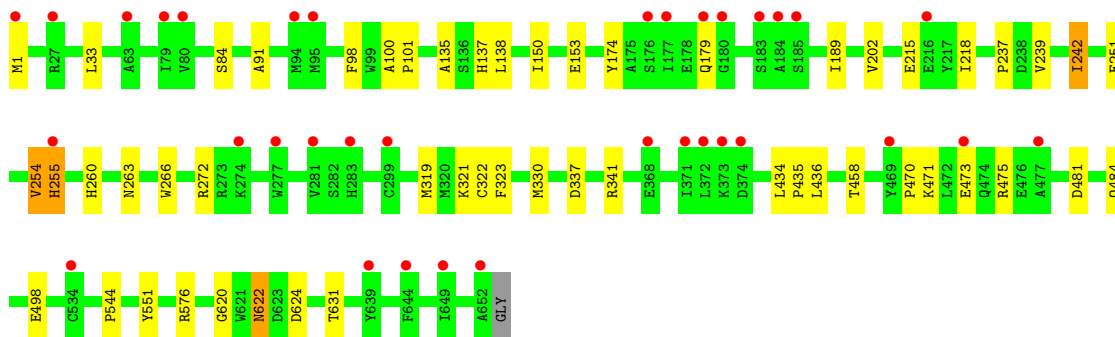 M1 R27 L33 A63 I79 V80 S84 A91 M94 M95 F98 W99 A100 P101 A135 S136 H137 L138 I150 E153 Y174 A175 S176 I177 E178 Q179 G180 S183 A184 S185 I189 V202 E215 E216 Y217 I218 P237 D238 V239 I242
V254 H255 H260 N263 W266 R272 R273 K274 W277 V281 S282 H283 C299 M319 M320 K321 C322 F323 M330 D337 R341 E368 I371 L372 K373 D374 L434 P435 L436 T458 Y469 P470 K471 L472 E473 Q474 R475 E476 A477 D481
E498 C534 P544 Y551 R576 G620 W621 N622 D623 D624 T631 Y639 F644 I649 A652 GLY